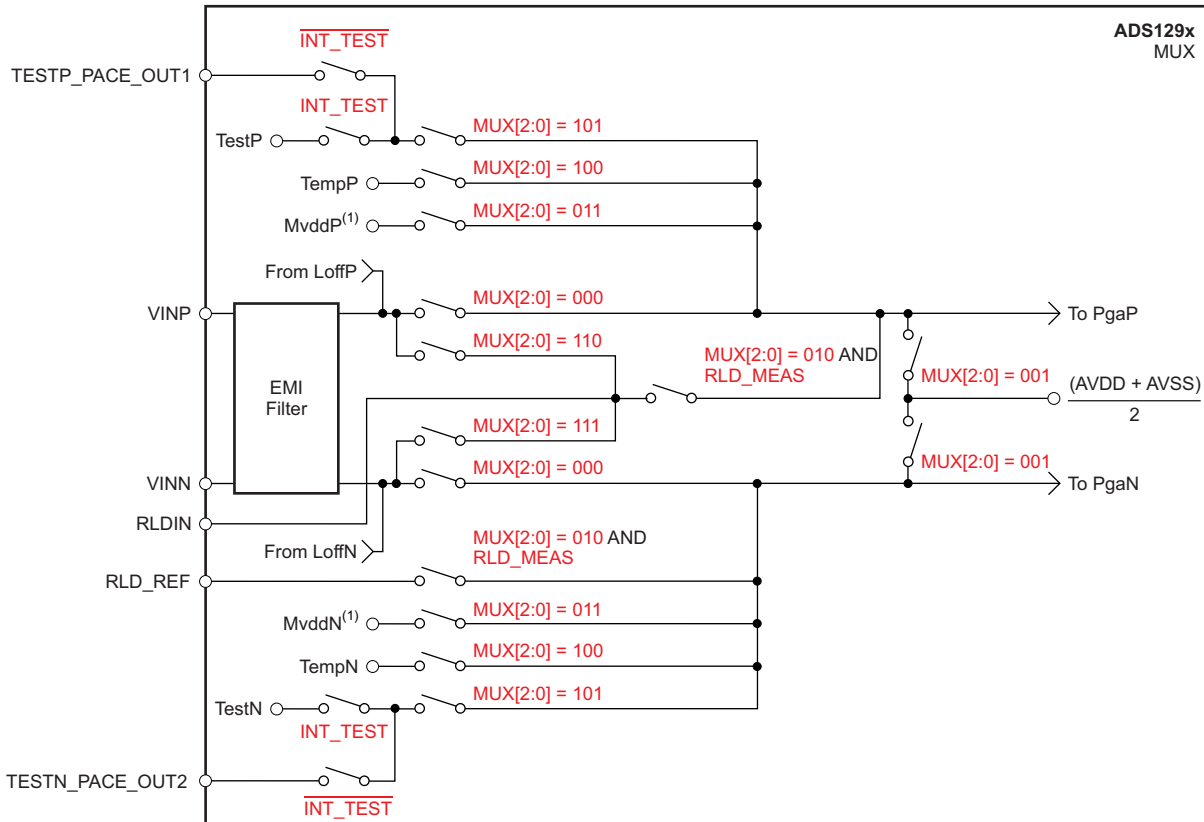 ADS129x
MUX
INT_TEST
TESTP_PACE_OUT1
INT_TEST
MUX[2:0] = 101
TestP
MUX[2:0] = 100
TempP
MUX[2:0] = 011
MvddP(1)
From LoffP
MUX[2:0] = 000
VINP
To PgaP
MUX[2:0] = 110
MUX[2:0] = 010 AND
RLD_MEAS
MUX[2:0] = 001
(AVDD + AVSS)
2
EMI
Filter
MUX[2:0] = 111
MUX[2:0] = 000
MUX[2:0] = 001
VINN
To PgaN
RLDIN
From LoffN
MUX[2:0] = 010 AND
RLD_MEAS
RLD_REF
MUX[2:0] = 011
MvddN(1)
MUX[2:0] = 100
TempN
MUX[2:0] = 101
TestN
INT_TEST
TESTN_PACE_OUT2
INT_TEST